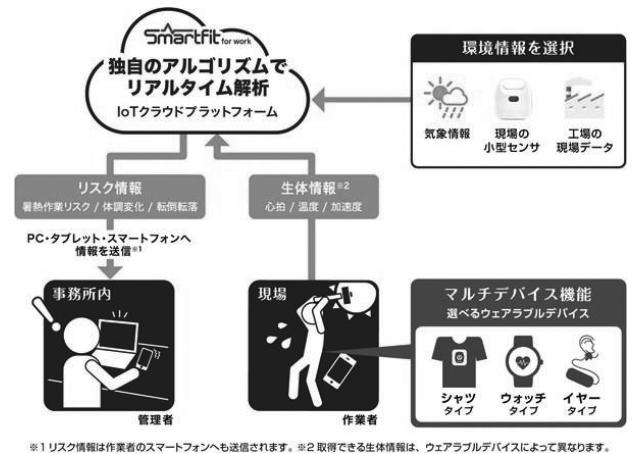 Smartfit for work
独自のアルゴリズムで
リアルタイム解析
IoTクラウドプラットフォーム
環境情報を選択
気象情報
現場の
小型センサ
工場の
現場データ
リスク情報
暑熱作業リスク / 体調変化 / 転倒転落
生体情報※2
心拍 / 温度 / 加速度
PC・タブレット・スマートフォンへ
情報を送信※1
事務所内
管理者
現場
作業者
マルチデバイス機能
選べるウェアラブルデバイス
シャツ
タイプ
ウォッチ
タイプ
イヤー
タイプ
※1 リスク情報は作業者のスマートフォンへも送信されます。※2 取得できる生体情報は、ウェアラブルデバイスによって異なります。